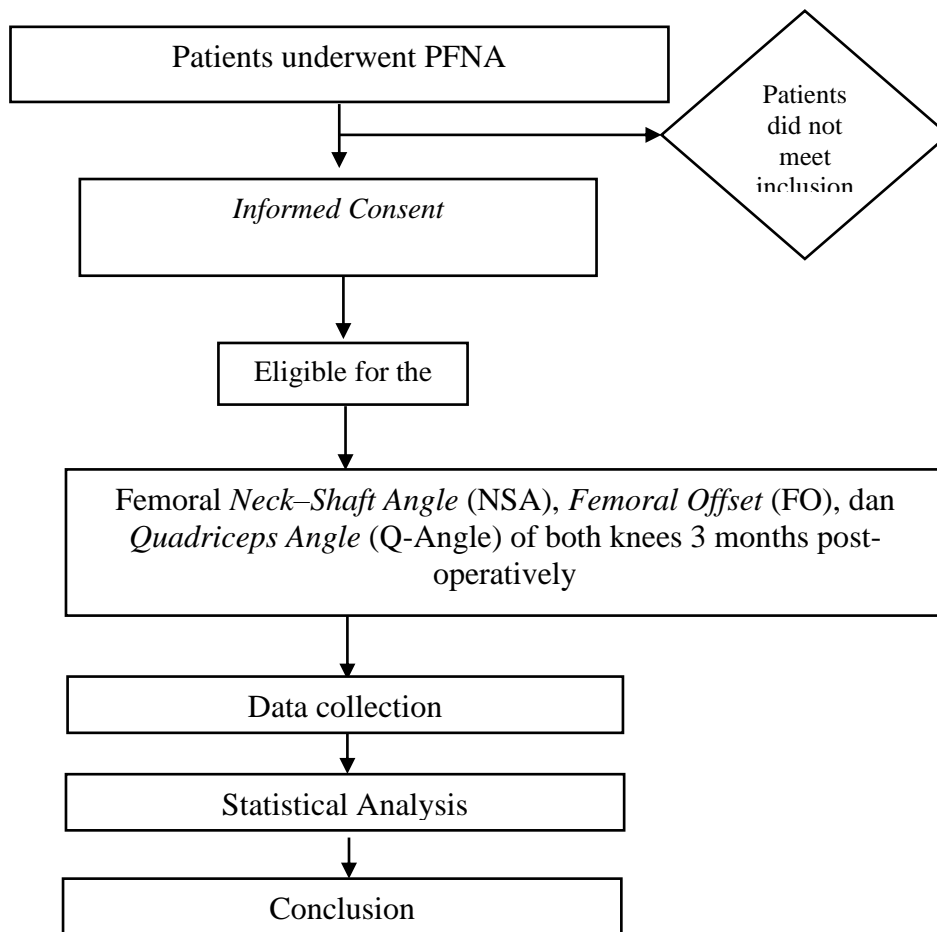 Patients underwent PFNA
Patients
did not
meet
inclusion
Informed Consent
Eligible for the
Femoral Neck–Shaft Angle (NSA), Femoral Offset (FO), dan
Quadriceps Angle (Q-Angle) of both knees 3 months post-
operatively
Data collection
Statistical Analysis
Conclusion